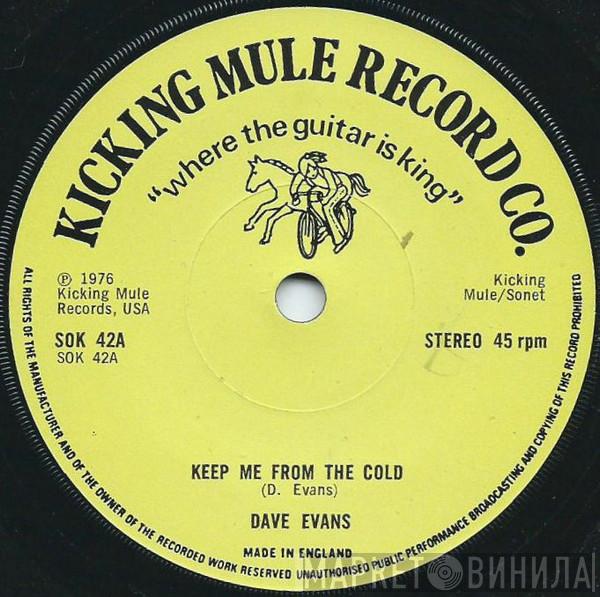 KICKING MULE RECORD CO.
“where the guitar is king”
℗ 1976
Kicking Mule
Records, USA
SOK 42A
SOK 42A
Kicking
Mule/Sonet
STEREO 45 rpm
KEEP ME FROM THE COLD
(D. Evans)
DAVE EVANS
MADE IN ENGLAND
ALL RIGHTS OF THE MANUFACTURER AND OF THE OWNER OF THE RECORDED WORK RESERVED UNAUTHORISED PUBLIC PERFORMANCE BROADCASTING AND COPYING OF THIS RECORD PROHIBITED
МАРКЕТ ВИНИЛА